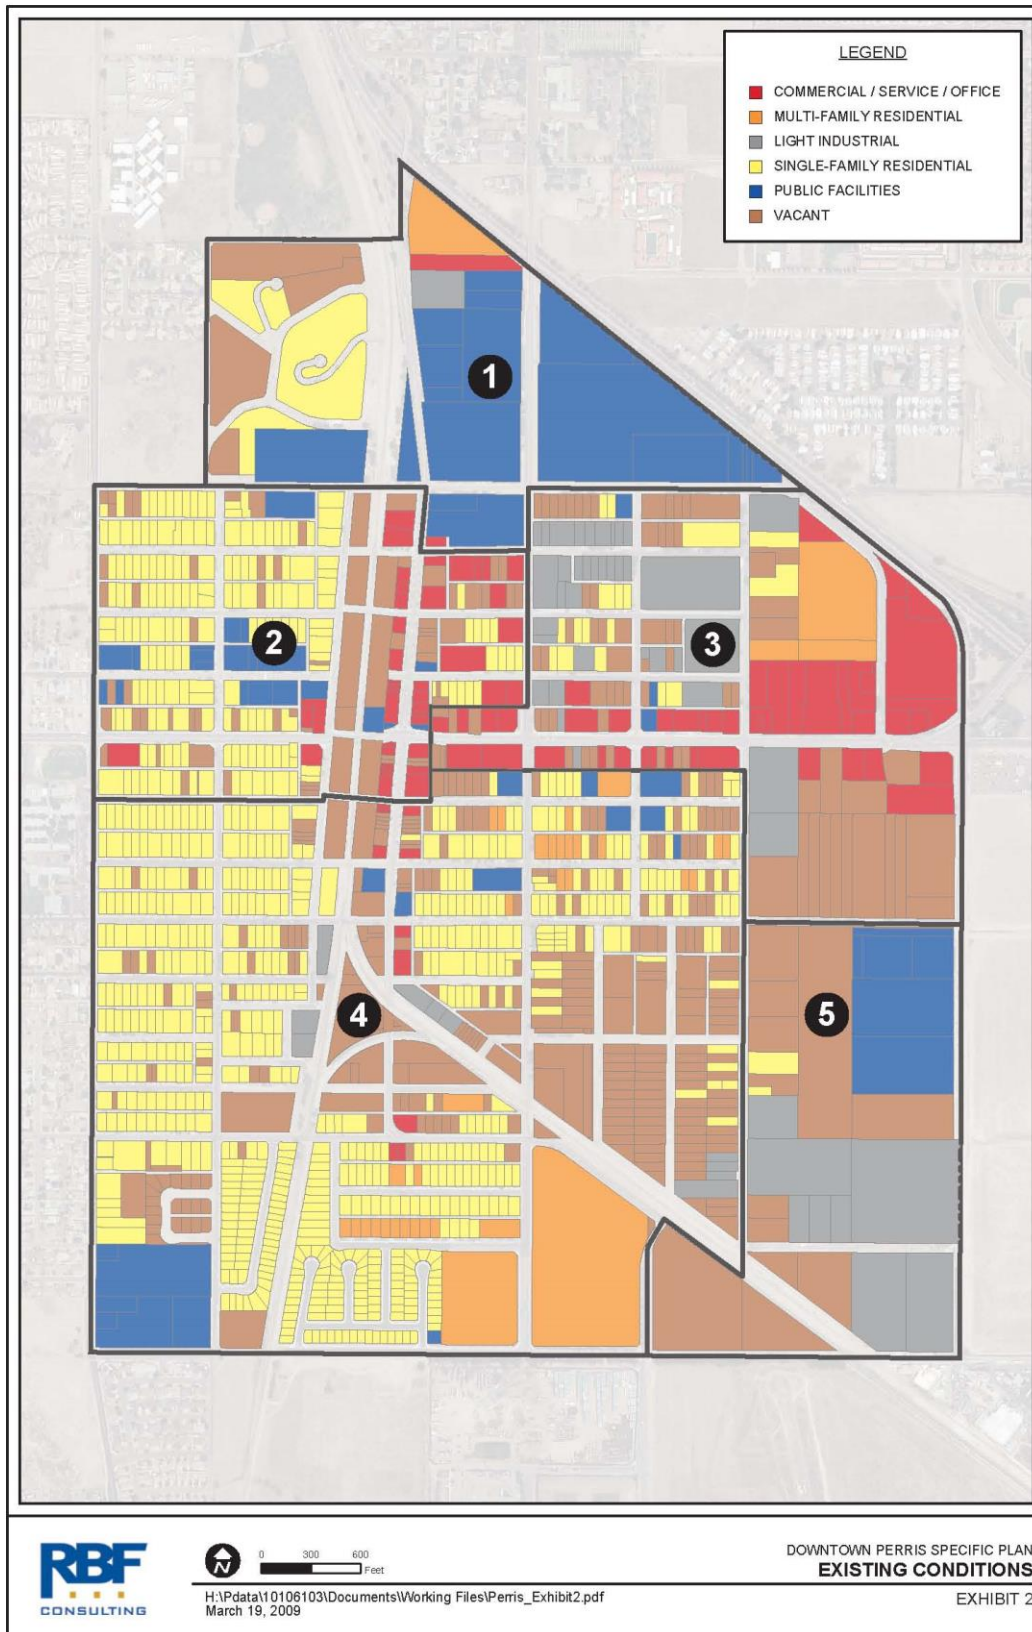 LEGEND
COMMERCIAL / SERVICE / OFFICE
MULTI-FAMILY RESIDENTIAL
LIGHT INDUSTRIAL
SINGLE-FAMILY RESIDENTIAL
PUBLIC FACILITIES
VACANT
1
2
3
4
5
RBF
CONSULTING
N
0 300 600
Feet
H:\Pdata\10106103\Documents\Working Files\Perris_Exhibit2.pdf
March 19, 2009
DOWNTOWN PERRIS SPECIFIC PLAN
EXISTING CONDITIONS
EXHIBIT 2